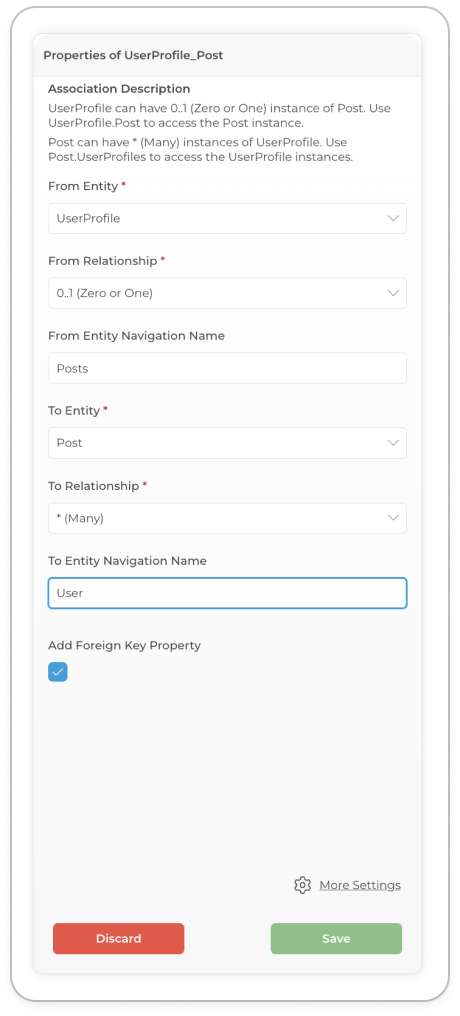 Properties of UserProfile_Post
Association Description
UserProfile can have 0..1 (Zero or One) instance of Post. Use
UserProfile.Post to access the Post instance.
Post can have * (Many) instances of UserProfile. Use
Post.UserProfiles to access the UserProfile instances.
From Entity *
UserProfile
From Relationship *
0..1 (Zero or One)
From Entity Navigation Name
Posts
To Entity *
Post
To Relationship *
* (Many)
To Entity Navigation Name
User
Add Foreign Key Property
More Settings
Discard
Save